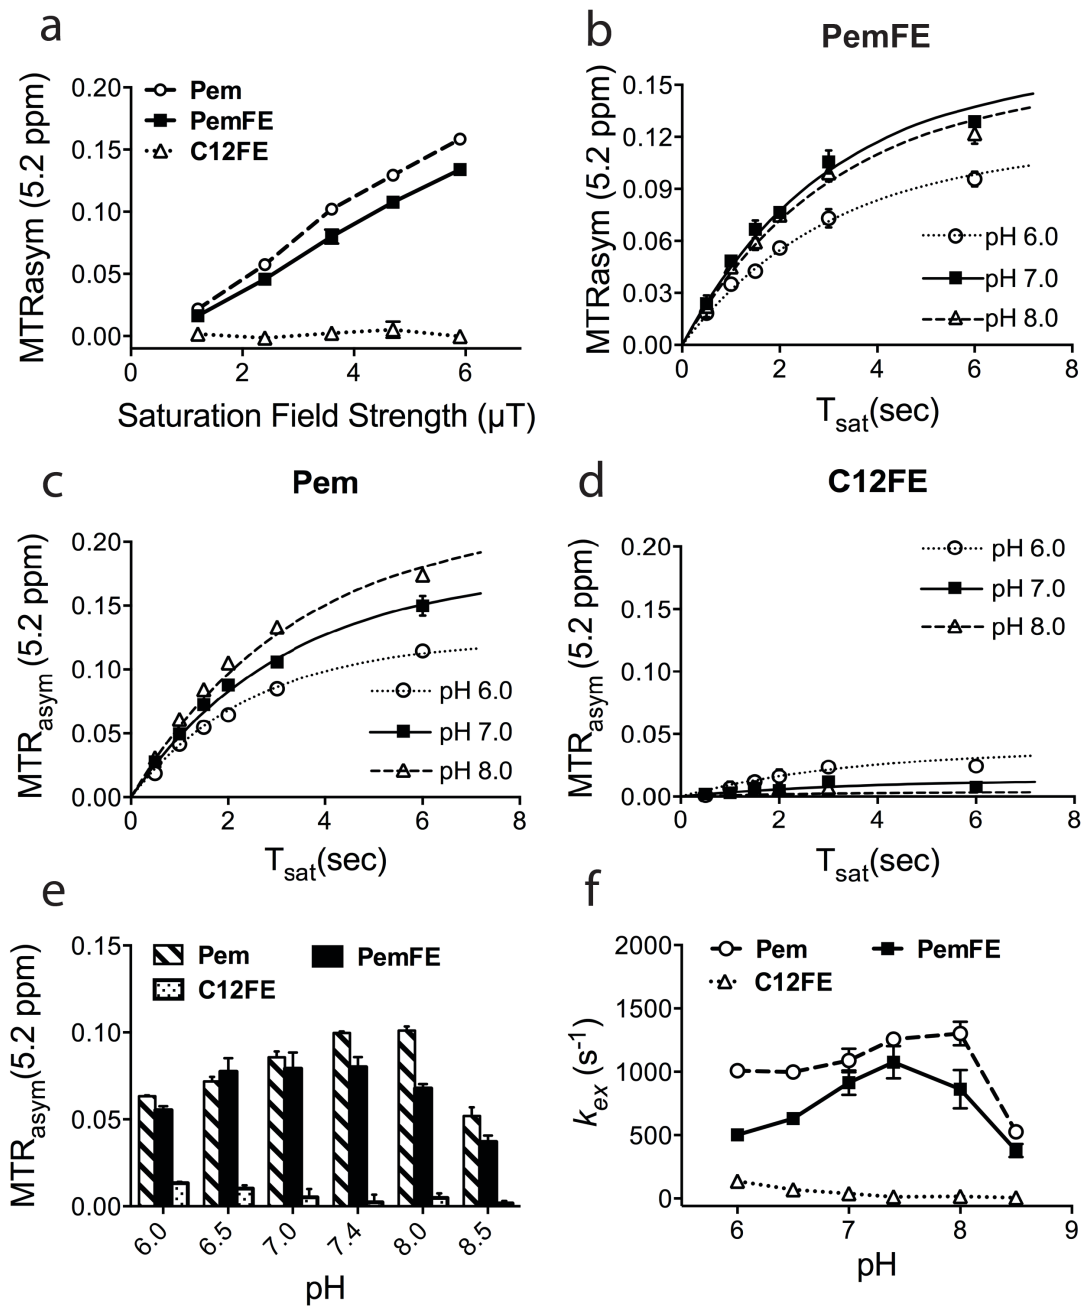 a
MTRasym (5.2 ppm)
0.20
0.15
0.10
0.05
0.00
Pem
PemFE
C12FE
0 2 4 6
Saturation Field Strength (µT)
b
PemFE
MTRasym (5.2 ppm)
0.15
0.12
0.09
0.06
0.03
0.00
pH 6.0
pH 7.0
pH 8.0
0 2 4 6 8
Tsat(sec)
c
Pem
MTRasym (5.2 ppm)
0.20
0.15
0.10
0.05
0.00
pH 6.0
pH 7.0
pH 8.0
0 2 4 6 8
Tsat(sec)
d
C12FE
MTRasym (5.2 ppm)
0.20
0.15
0.10
0.05
0.00
pH 6.0
pH 7.0
pH 8.0
0 2 4 6 8
Tsat(sec)
e
MTRasym(5.2 ppm)
0.15
0.10
0.05
0.00
Pem PemFE
C12FE
6.0 6.5 7.0 7.4 8.0 8.5
pH
f
kex (s-1)
2000
1500
1000
500
0
Pem PemFE
C12FE
6 7 8 9
pH